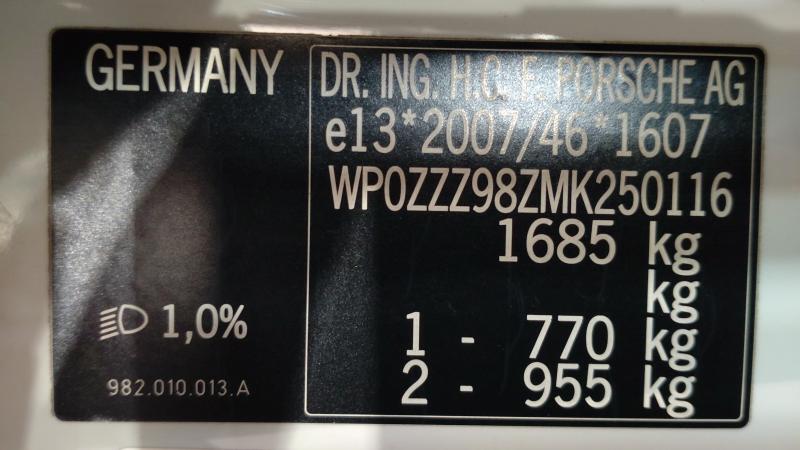 GERMANY
DR. ING. H.C. F. PORSCHE AG
e13*2007/46*1607
WP0ZZZ98ZMK250116
1685 kg
kg
1 - 770 kg
2 - 955 kg
1,0%
982.010.013.A